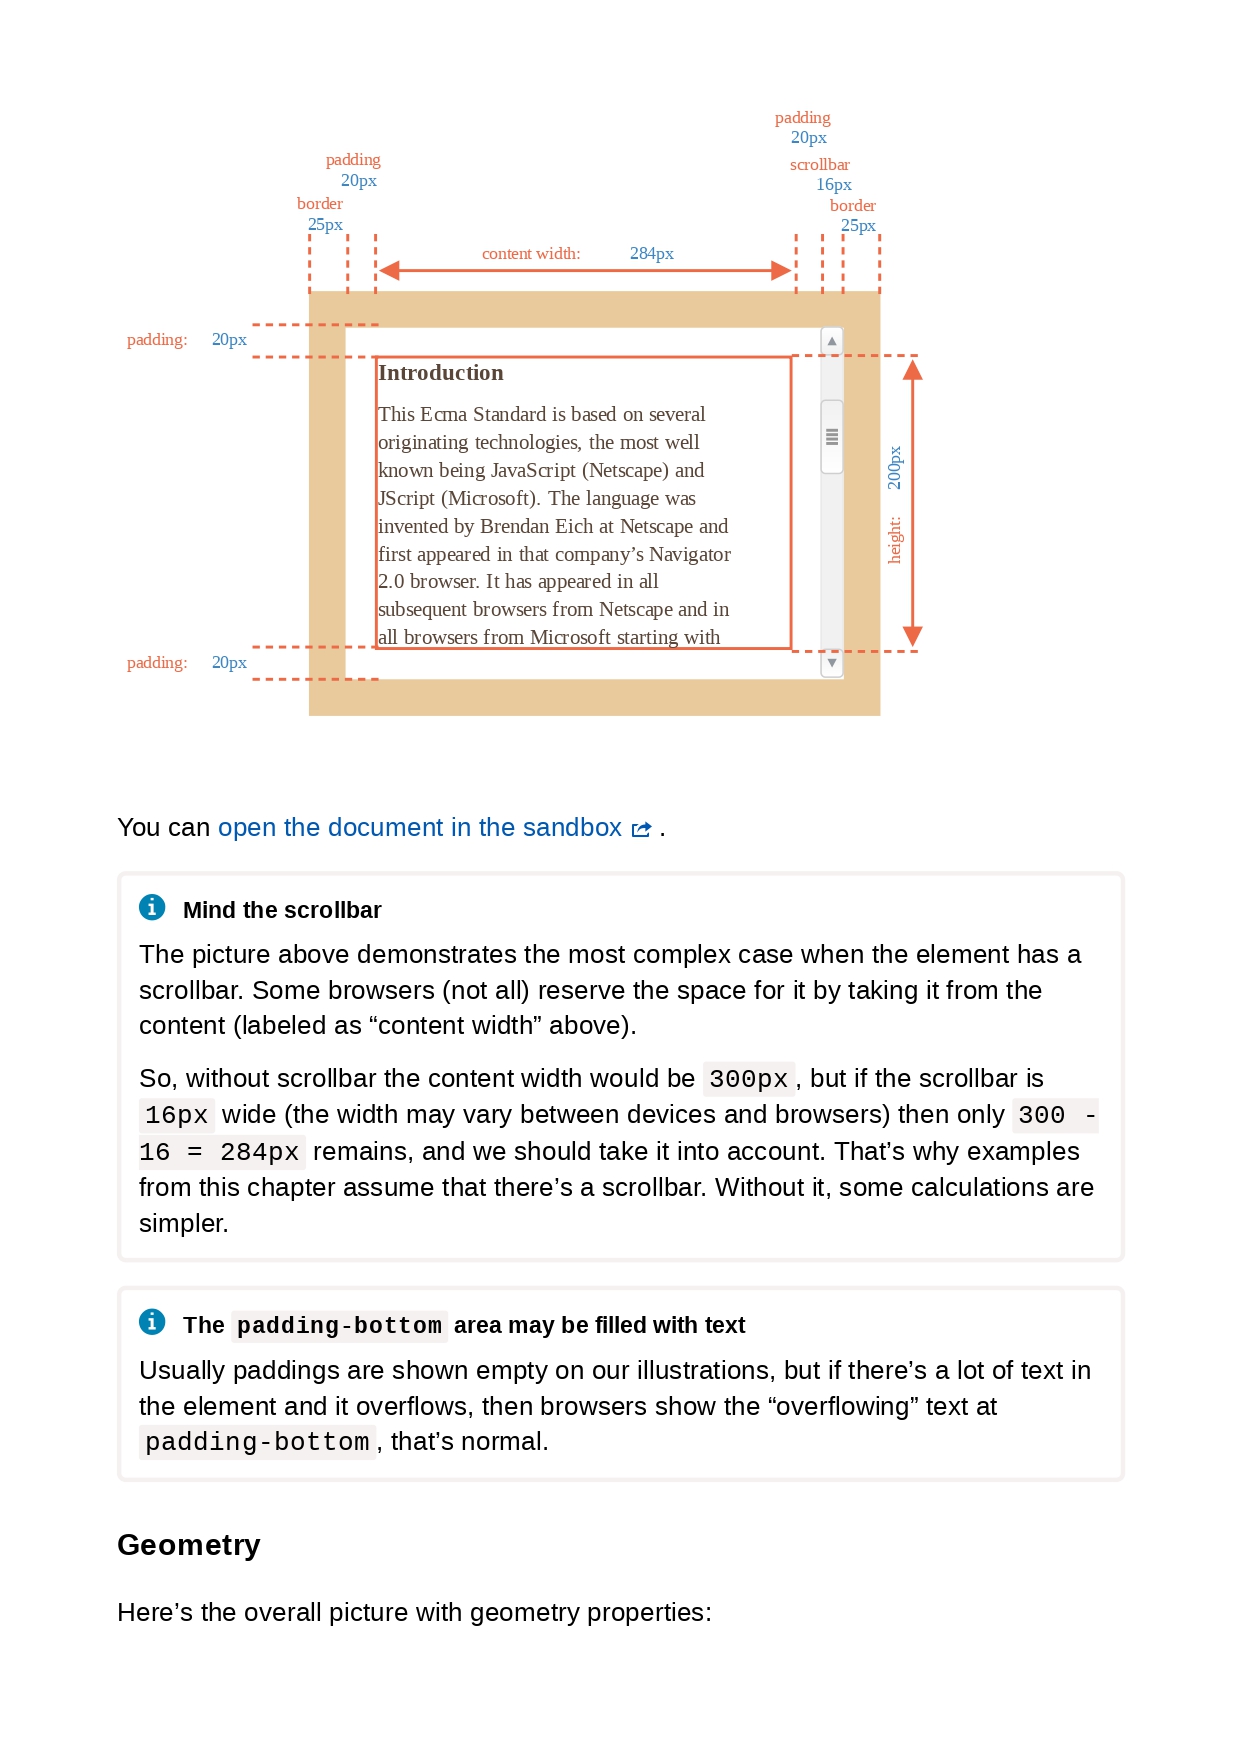 padding
20px
padding
20px
scrollbar
16px
border
25px
border
25px
content width: 284px
padding: 20px
Introduction
This Ecma Standard is based on several
originating technologies, the most well
known being JavaScript (Netscape) and
JScript (Microsoft). The language was
invented by Brendan Eich at Netscape and
first appeared in that company’s Navigator
2.0 browser. It has appeared in all
subsequent browsers from Netscape and in
all browsers from Microsoft starting with
height: 200px
padding: 20px
You can open the document in the sandbox .
Mind the scrollbar
The picture above demonstrates the most complex case when the element has a
scrollbar. Some browsers (not all) reserve the space for it by taking it from the
content (labeled as “content width” above).
So, without scrollbar the content width would be 300px, but if the scrollbar is
16px wide (the width may vary between devices and browsers) then only 300 -
16 = 284px remains, and we should take it into account. That’s why examples
from this chapter assume that there’s a scrollbar. Without it, some calculations are
simpler.
The padding-bottom area may be filled with text
Usually paddings are shown empty on our illustrations, but if there’s a lot of text in
the element and it overflows, then browsers show the “overflowing” text at
padding-bottom, that’s normal.
Geometry
Here’s the overall picture with geometry properties: